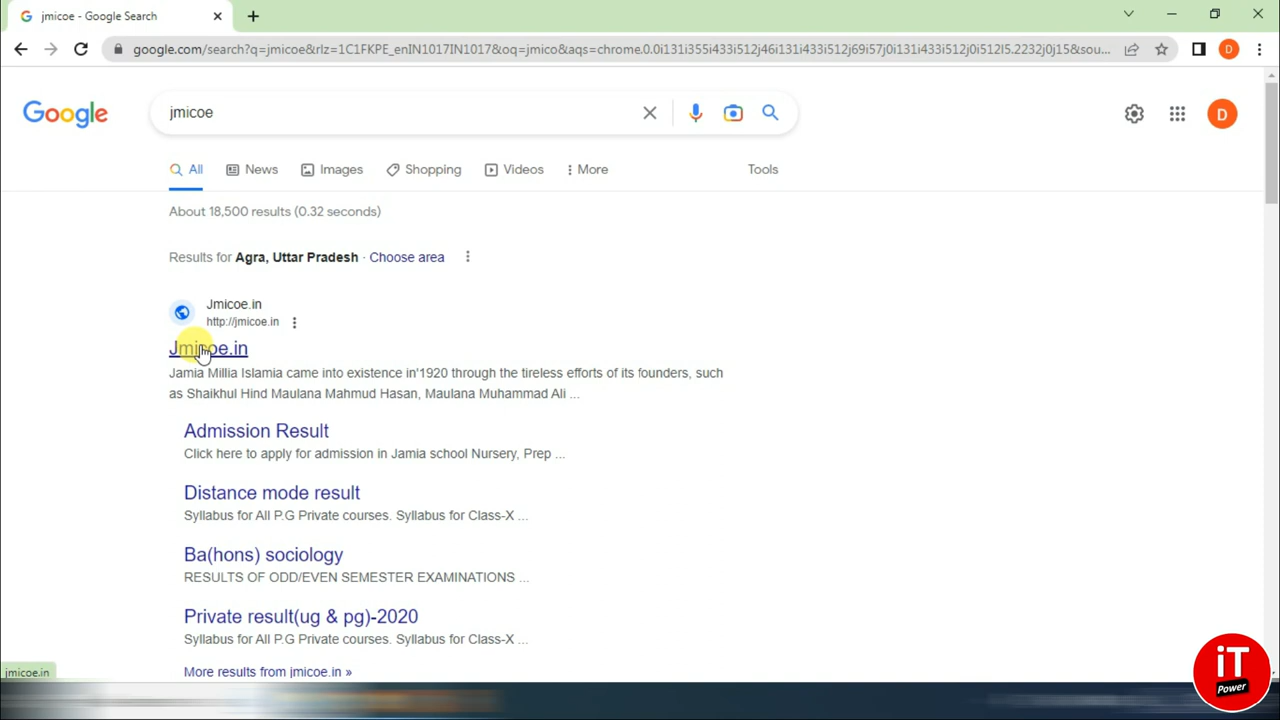 jmicoe - Google Search
google.com/search?q=jmicoe&rlz=1C1FKPE_enIN1017IN1017&oq=jmico&aqs=chrome.0.0i131i355i433i512j46i131i433i512j69i57j0i131i433i512j0i512l5.2232j0j15&sou...
D
Google
jmicoe
D
All
News
Images
Shopping
Videos
More
Tools
About 18,500 results (0.32 seconds)
Results for Agra, Uttar Pradesh · Choose area
Jmicoe.in
http://jmicoe.in
Jmicoe.in
Jamia Millia Islamia came into existence in'1920 through the tireless efforts of its founders, such
as Shaikhul Hind Maulana Mahmud Hasan, Maulana Muhammad Ali ...
Admission Result
Click here to apply for admission in Jamia school Nursery, Prep ...
Distance mode result
Syllabus for All P.G Private courses. Syllabus for Class-X ...
Ba(hons) sociology
RESULTS OF ODD/EVEN SEMESTER EXAMINATIONS ...
Private result(ug & pg)-2020
Syllabus for All P.G Private courses. Syllabus for Class-X ...
More results from jmicoe.in »
jmicoe.in
iT
Power